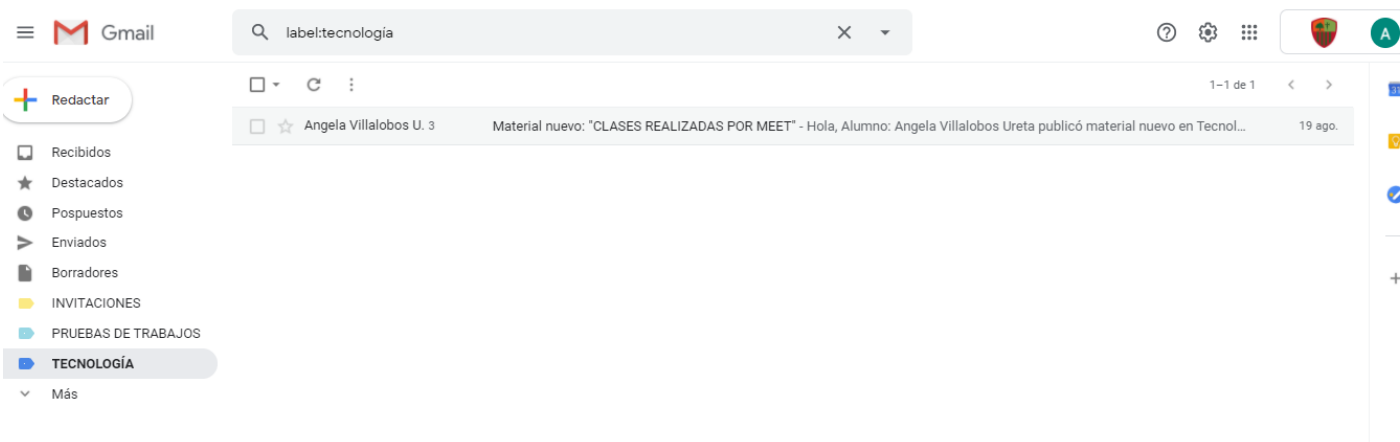 Gmail
label:tecnología
A
Redactar
1–1 de 1
Angela Villalobos U. 3 Material nuevo: "CLASES REALIZADAS POR MEET" - Hola, Alumno: Angela Villalobos Ureta publicó material nuevo en Tecnol... 19 ago.
Recibidos
Destacados
Pospuestos
Enviados
Borradores
INVITACIONES
PRUEBAS DE TRABAJOS
TECNOLOGÍA
Más
31